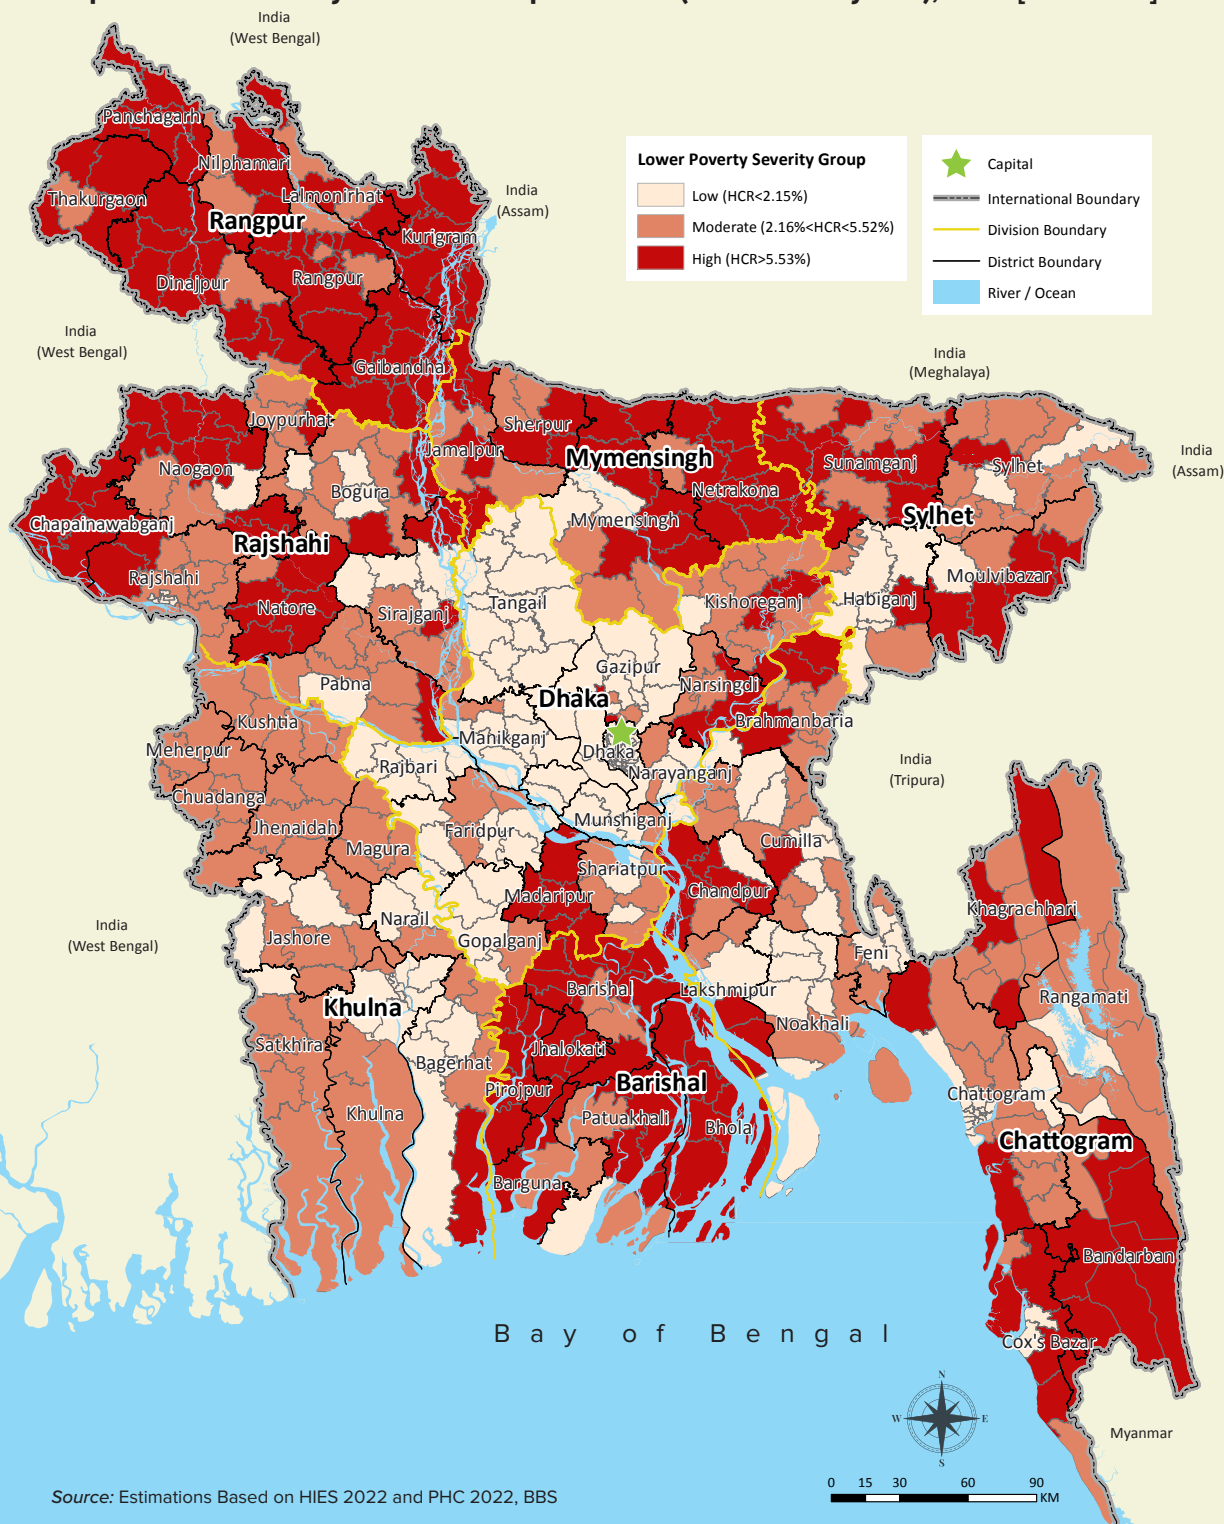 India
(West Bengal)
Lower Poverty Severity Group
Low (HCR<2.15%)
Moderate (2.16%<HCR<5.52%)
High (HCR>5.53%)
Capital
International Boundary
Division Boundary
District Boundary
River / Ocean
Panchagarh
Nilphamari
Thakurgaon
Lalmonirhat
Rangpur
Kurigram
India
(Assam)
Dinajpur
Rangpur
India
(West Bengal)
Gaibandha
India
(Meghalaya)
Joypurhat
Sherpur
Jamalpur
Mymensingh
Naogaon
Bogura
Netrakona
Sunamganj
Sylhet
India
(Assam)
Chapainawabganj
Mymensingh
Sylhet
Rajshahi
Rajshahi
Moulvibazar
Natore
Sirajganj
Tangail
Kishoreganj
Habiganj
Gazipur
Pabna
Narsingdi
Dhaka
Kushtia
Brahmanbaria
Meherpur
Manikganj
Dhaka
Rajbari
Narayanganj
India
(Tripura)
Chuadanga
Jhenaidah
Faridpur
Munshiganj
Magura
Cumilla
Shariatpur
Madaripur
Chandpur
Khagrachhari
Narail
India
(West Bengal)
Jashore
Gopalganj
Feni
Barishal
Lakshmipur
Rangamati
Khulna
Noakhali
Satkhira
Jhalokati
Bagerhat
Pirojpur
Barishal
Chattogram
Khulna
Patuakhali
Bhola
Chattogram
Barguna
Bandarban
Bay of Bengal
Cox's Bazar
N
W
E
S
Myanmar
0 15 30 60 90
KM
Source: Estimations Based on HIES 2022 and PHC 2022, BBS